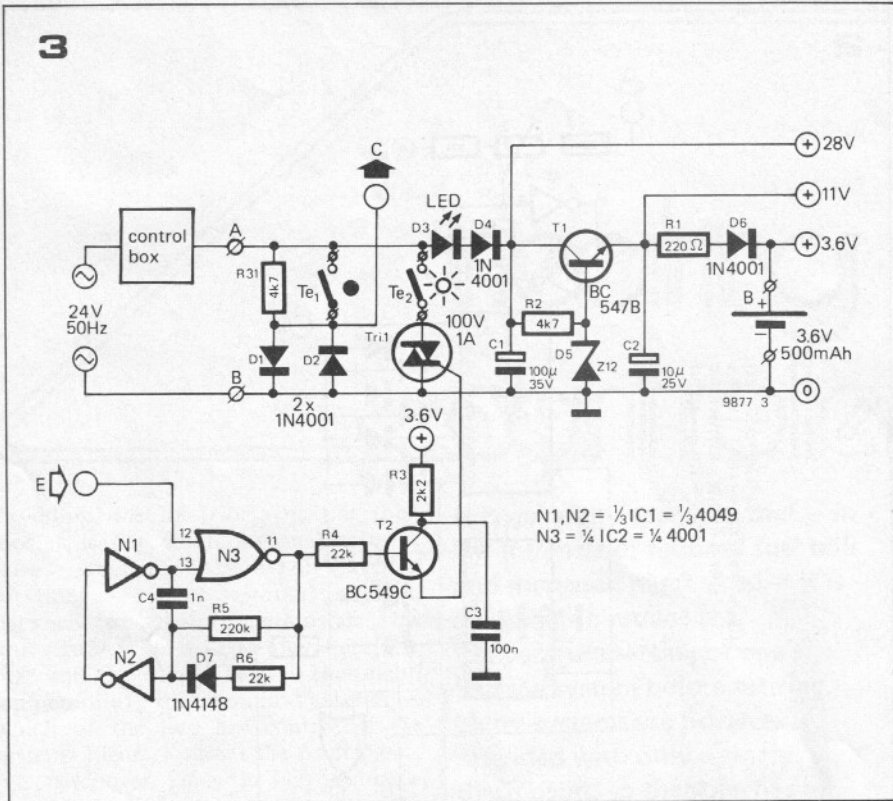 3
C
LED
28V
11V
3.6V
control
box
24V
50Hz
A
B
R31
4k7
Te1
Te2
D1
D2
2x
1N4001
Tri1
100V
1A
D3
D4
1N
4001
T1
BC
547B
R2
4k7
C1
100µ
35V
D5
Z12
C2
10µ
25V
R1
220Ω
D6
1N4001
B
3.6V
500mAh
9877 3
0
3.6V
R3
2k2
E
N1
12
13
N3
11
R4
22k
T2
BC549C
C3
100n
C4
1n
R5
220k
N2
D7
1N4148
R6
22k
N1,N2 = ⅓ IC1 = ⅓ 4049
N3 = ¼ IC2 = ¼ 4001